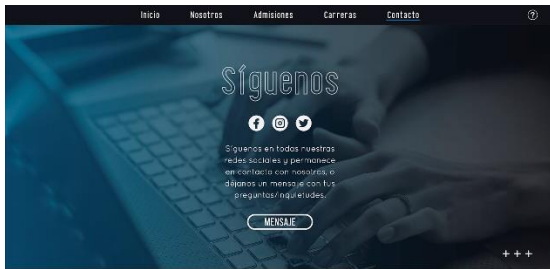 Inicio Nosotros Admisiones Carreras Contacto ?
Síguenos
Síguenos en todas nuestras
redes sociales y permanece
en contacto con nosotros, o
déjanos un mensaje con tus
preguntas/inquietudes.
MENSAJE
+++